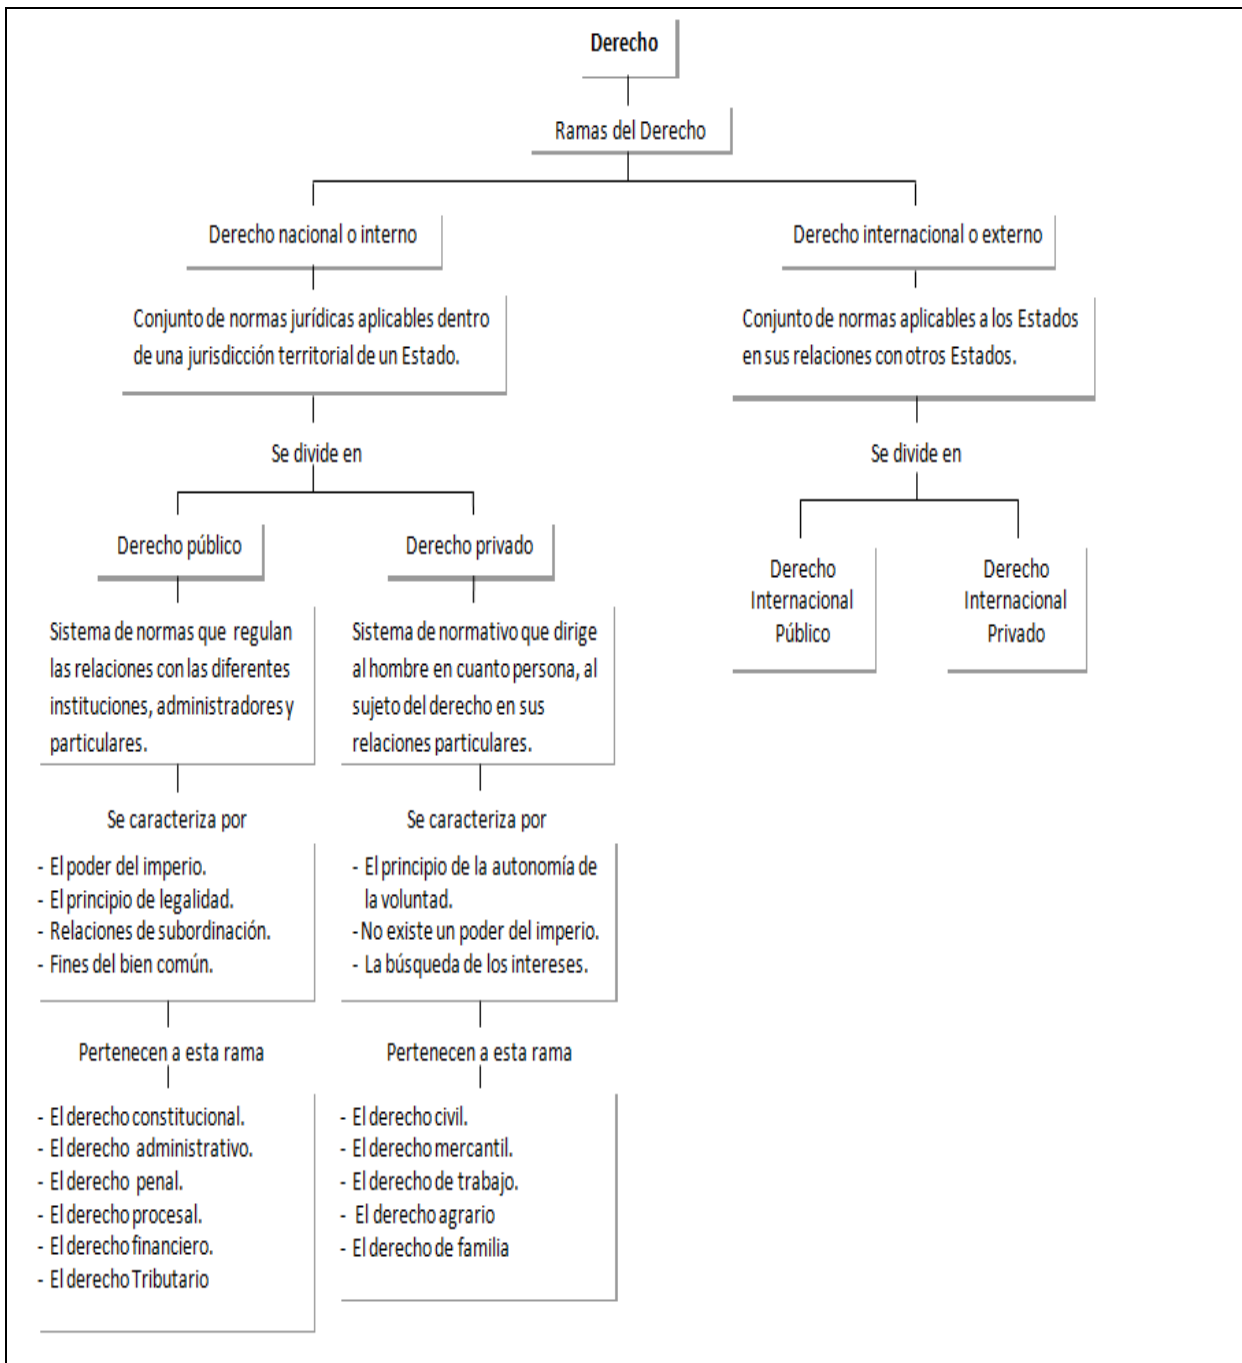 Derecho
Ramas del Derecho
Derecho nacional o interno
Conjunto de normas jurídicas aplicables dentro
de una jurisdicción territorial de un Estado.
Se divide en
Derecho público
Sistema de normas que regulan
las relaciones con las diferentes
instituciones, administradores y
particulares.
Se caracteriza por
- El poder del imperio.
- El principio de legalidad.
- Relaciones de subordinación.
- Fines del bien común.
Pertenecen a esta rama
- El derecho constitucional.
- El derecho administrativo.
- El derecho penal.
- El derecho procesal.
- El derecho financiero.
- El derecho Tributario
Derecho privado
Sistema de normativo que dirige
al hombre en cuanto persona, al
sujeto del derecho en sus
relaciones particulares.
Se caracteriza por
- El principio de la autonomía de
la voluntad.
-No existe un poder del imperio.
- La búsqueda de los intereses.
Pertenecen a esta rama
- El derecho civil.
- El derecho mercantil.
- El derecho de trabajo.
- El derecho agrario
- El derecho de familia
Derecho internacional o externo
Conjunto de normas aplicables a los Estados
en sus relaciones con otros Estados.
Se divide en
Derecho
Internacional
Público
Derecho
Internacional
Privado